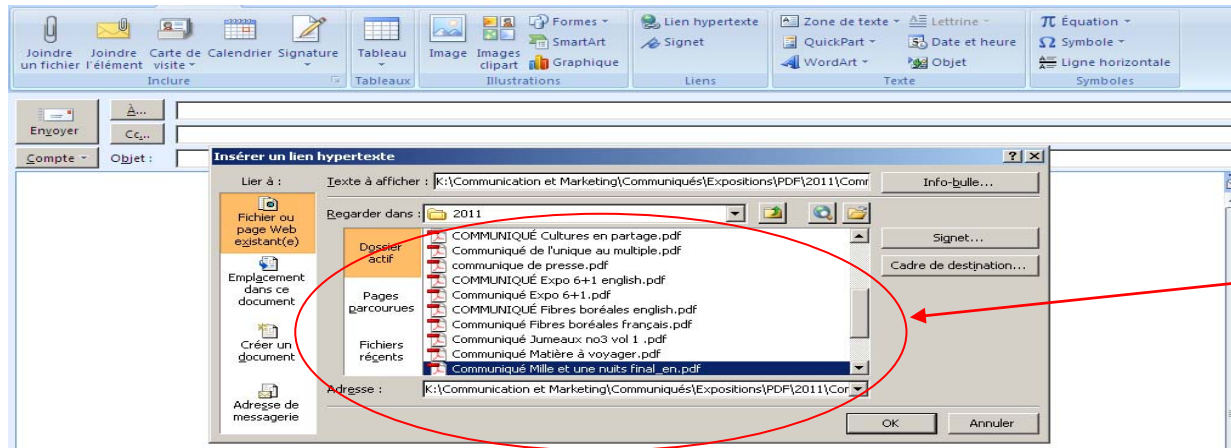 Joindre un fichier
Joindre l'élément
Carte de visite
Calendrier
Signature
Tableau
Image
Images clipart
Formes
SmartArt
Graphique
Lien hypertexte
Signet
Zone de texte
QuickPart
WordArt
Lettrine
Date et heure
Objet
Équation
Symbole
Ligne horizontale
Inclure
Tableaux
Illustrations
Liens
Texte
Symboles
Envoyer
À...
Cc...
Compte
Objet :
Insérer un lien hypertexte
Lier à :
Texte à afficher : K:\Communication et Marketing\Communiqués\Expositions\PDF\2011\Comr
Info-bulle...
Fichier ou
page Web
existant(e)
Regarder dans : 2011
Emplacement
dans ce
document
Créer un
document
Adresse de
messagerie
Dossier
actif
Pages
parcourues
Fichiers
récents
COMMUNIQUÉ Cultures en partage.pdf
Communiqué de l'unique au multiple.pdf
communique de presse.pdf
COMMUNIQUÉ Expo 6+1 english.pdf
Communiqué Expo 6+1.pdf
COMMUNIQUÉ Fibres boréales english.pdf
Communiqué Fibres boréales français.pdf
Communiqué Jumeaux no3 vol 1 .pdf
Communiqué Matière à voyager.pdf
Communiqué Mille et une nuits final_en.pdf
Signet...
Cadre de destination...
Adresse : K:\Communication et Marketing\Communiqués\Expositions\PDF\2011\Cor
OK
Annuler